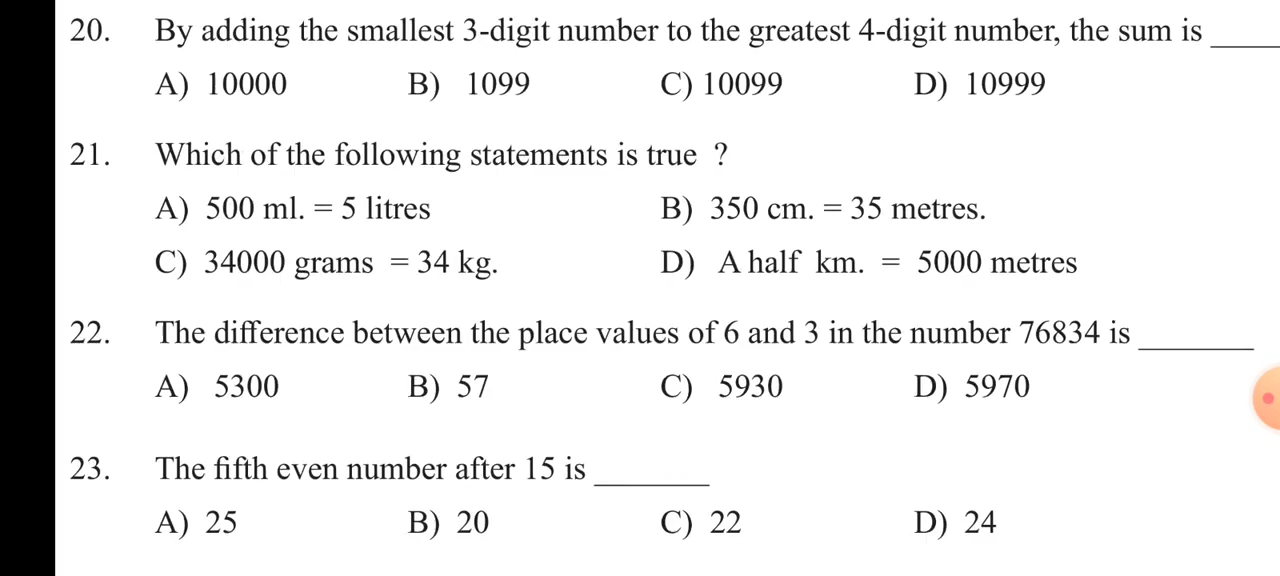 20. By adding the smallest 3-digit number to the greatest 4-digit number, the sum is _____
A) 10000 B) 1099 C) 10099 D) 10999
21. Which of the following statements is true ?
A) 500 ml. = 5 litres B) 350 cm. = 35 metres.
C) 34000 grams = 34 kg. D) A half km. = 5000 metres
22. The difference between the place values of 6 and 3 in the number 76834 is _______
A) 5300 B) 57 C) 5930 D) 5970
23. The fifth even number after 15 is _______
A) 25 B) 20 C) 22 D) 24